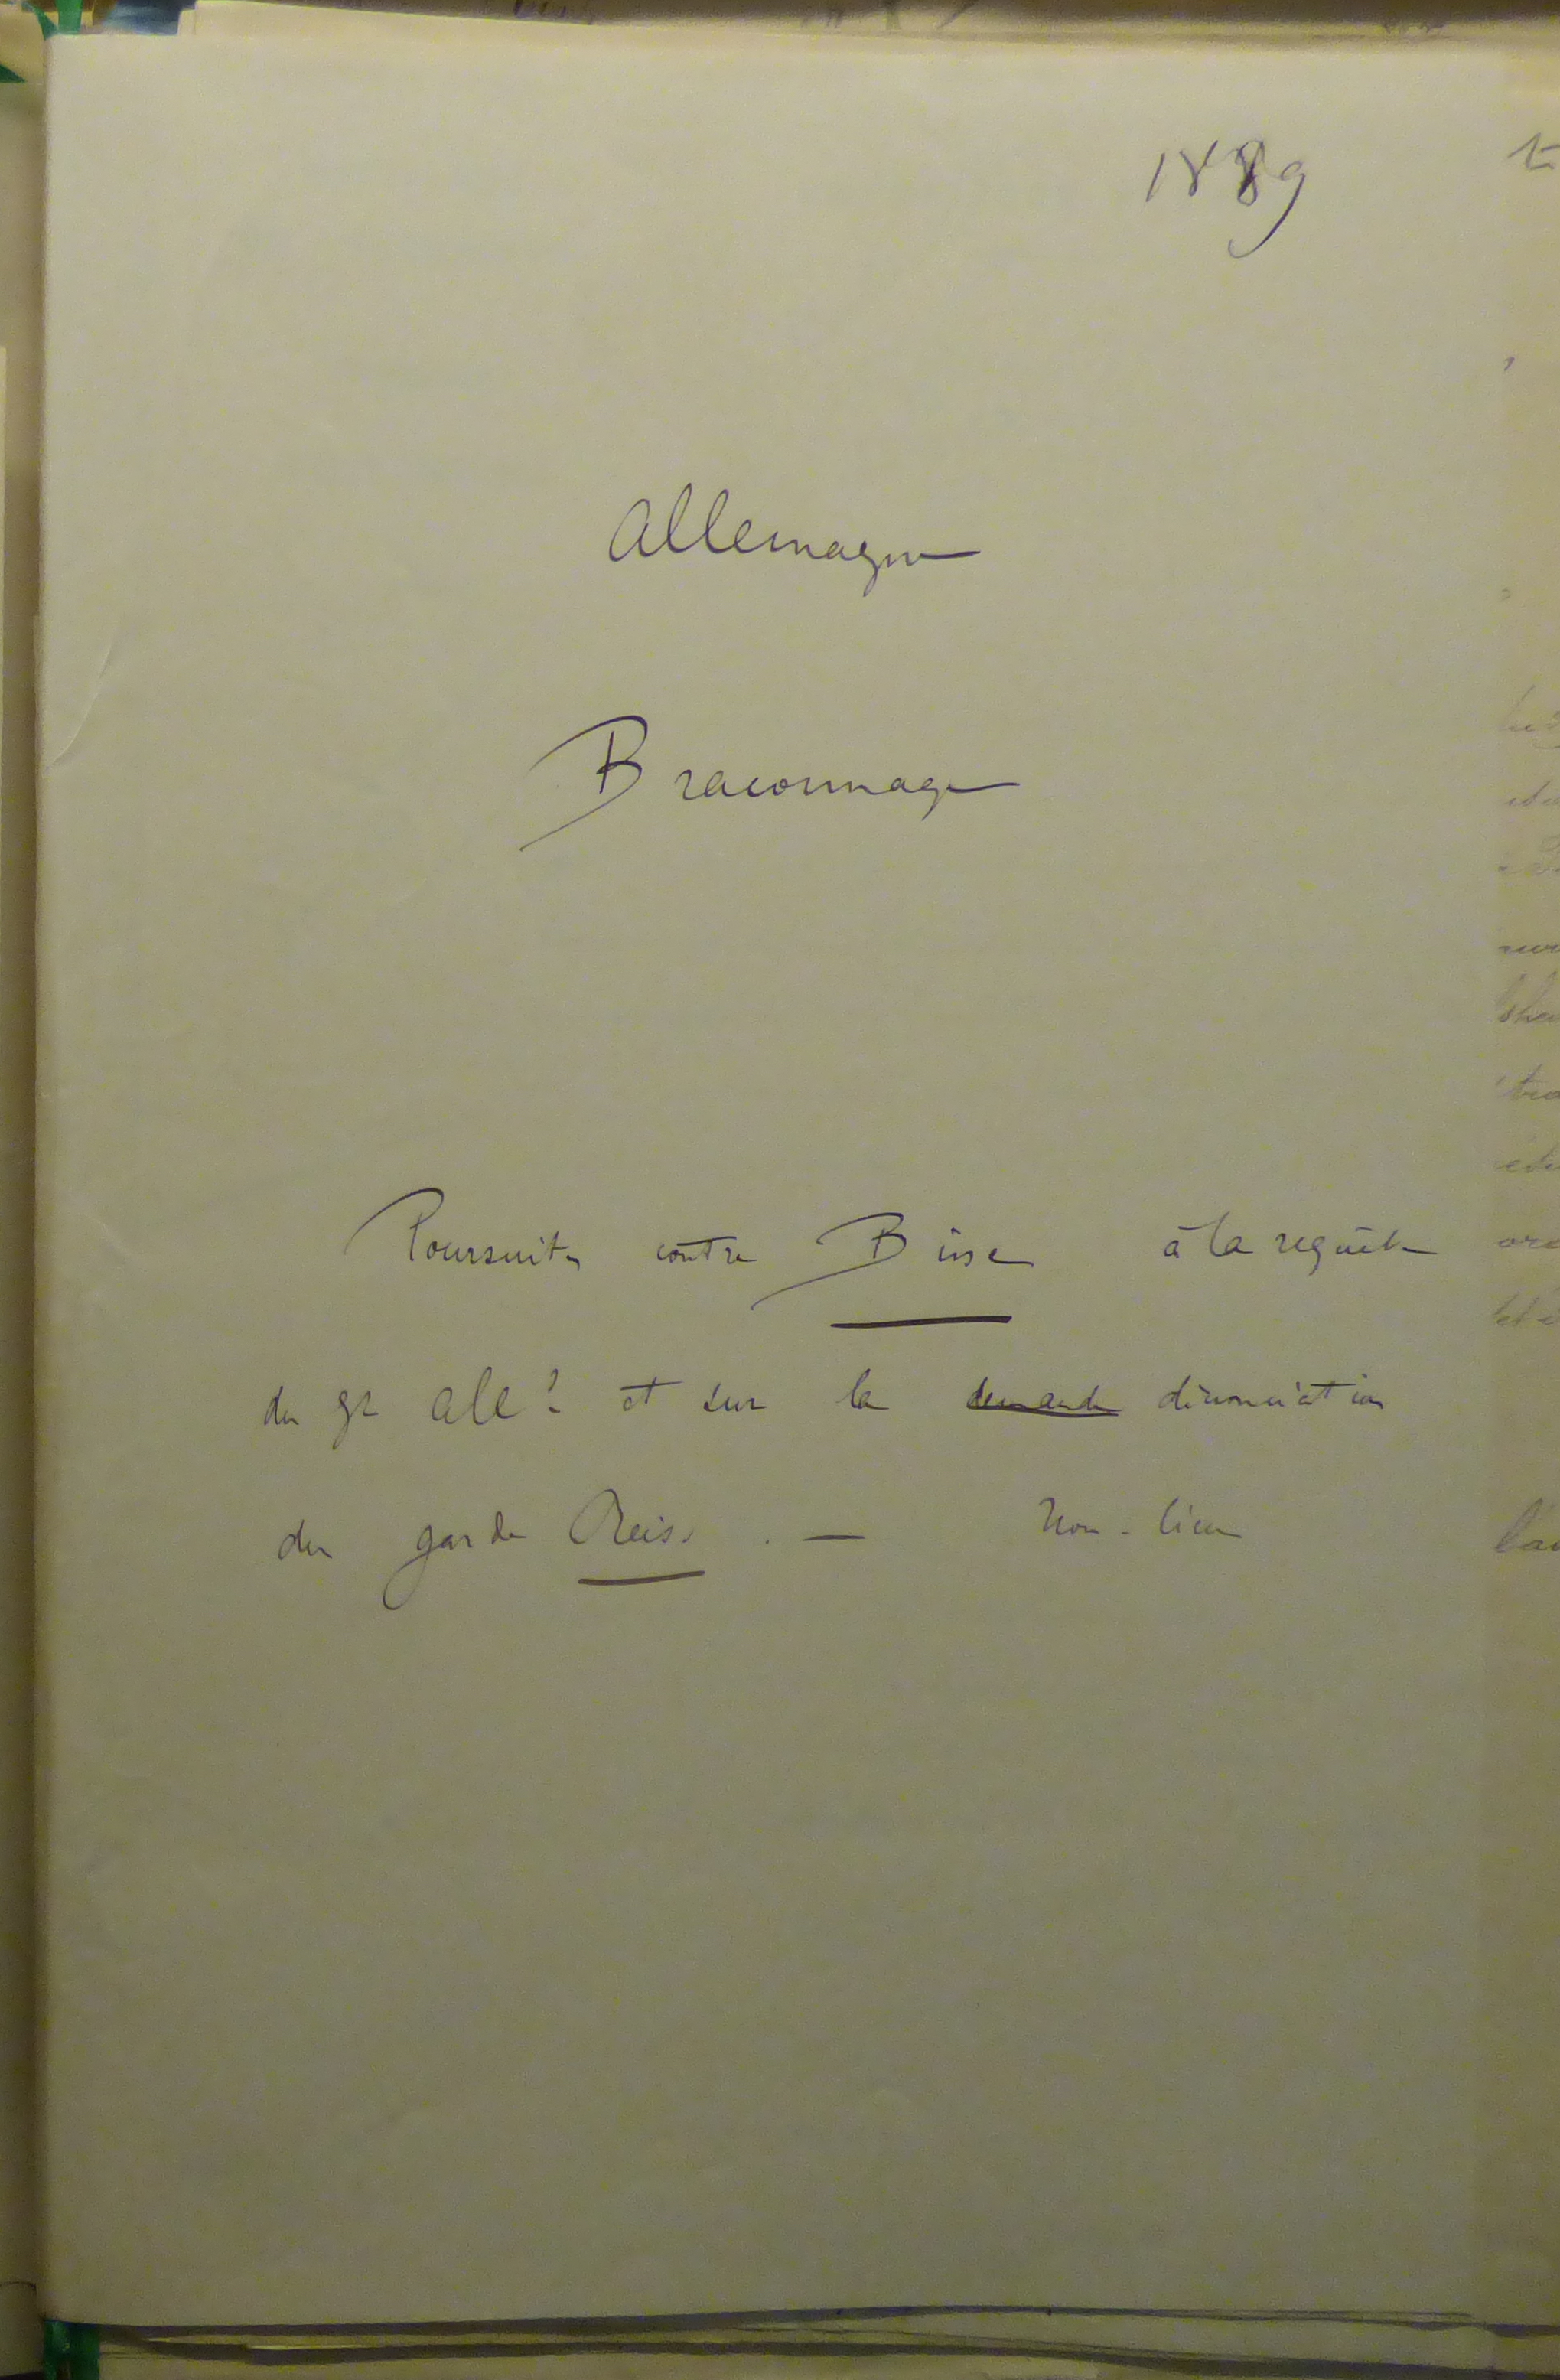 1889
Allemagne
Braconnage
Poursuites contre Bisse à la requête
du gt all d et sur la demande dénonciation
du garde Reiss. — Non-lieu